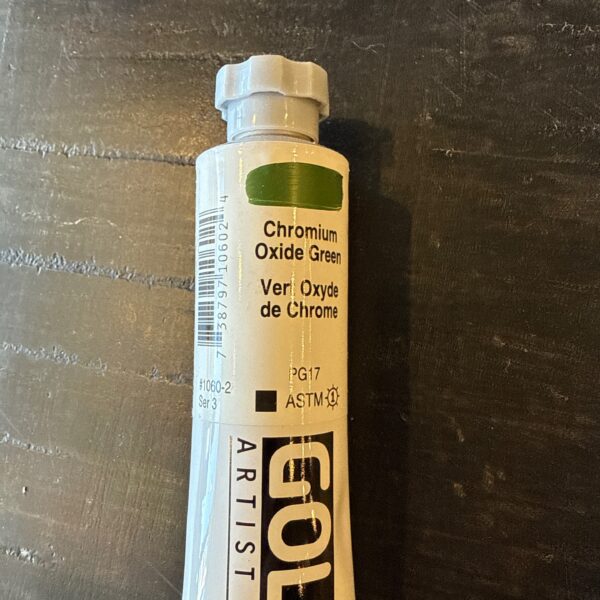 Chromium
Oxide Green
Vert Oxyde
de Chrome
7 38797 10602 4
#1060-2
Ser 3
PG17
ASTM 1
GOL
ARTIST